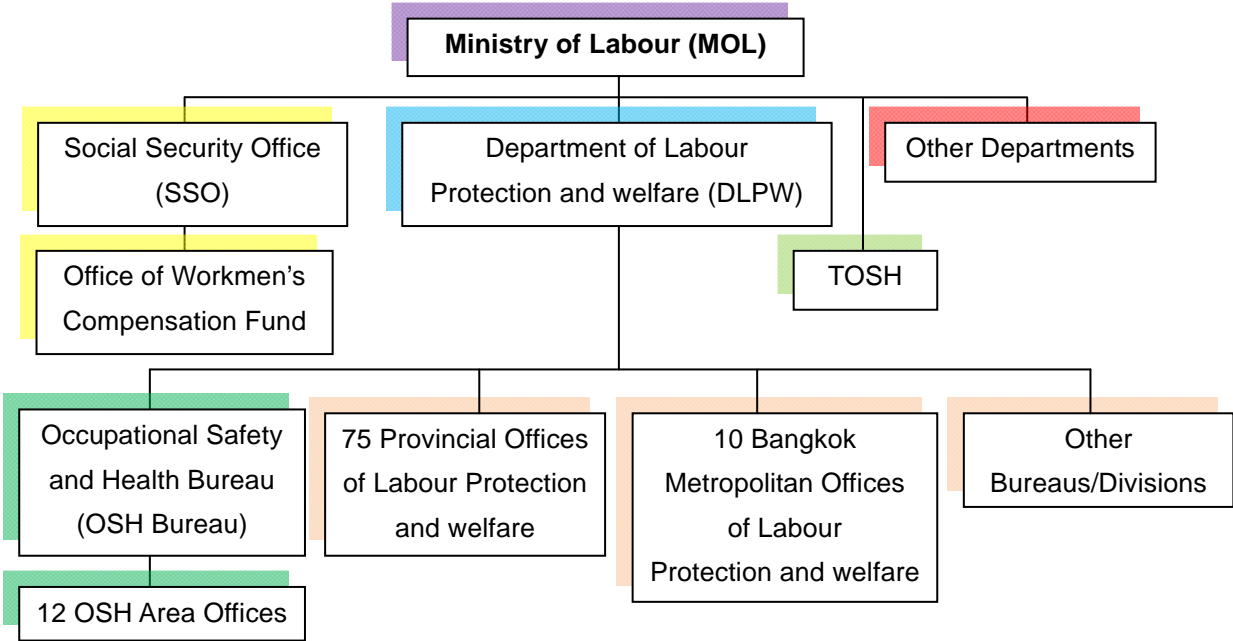 Ministry of Labour (MOL)
Social Security Office
(SSO)
Department of Labour
Protection and welfare (DLPW)
Other Departments
Office of Workmen’s
Compensation Fund
TOSH
Occupational Safety
and Health Bureau
(OSH Bureau)
75 Provincial Offices
of Labour Protection
and welfare
10 Bangkok
Metropolitan Offices
of Labour
Protection and welfare
Other
Bureaus/Divisions
12 OSH Area Offices